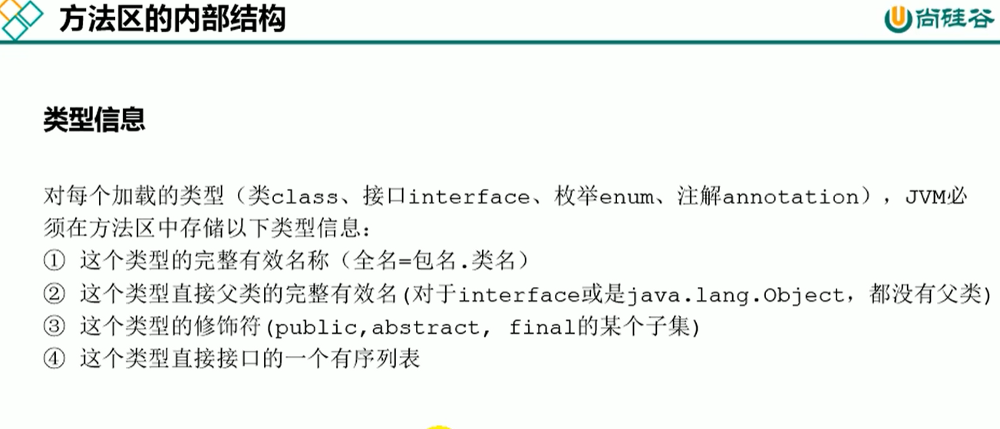 方法区的内部结构
尚硅谷
类型信息
对每个加载的类型（类class、接口interface、枚举enum、注解annotation），JVM必
须在方法区中存储以下类型信息：
① 这个类型的完整有效名称（全名=包名.类名）
② 这个类型直接父类的完整有效名(对于interface或是java.lang.Object，都没有父类)
③ 这个类型的修饰符(public,abstract, final的某个子集)
④ 这个类型直接接口的一个有序列表